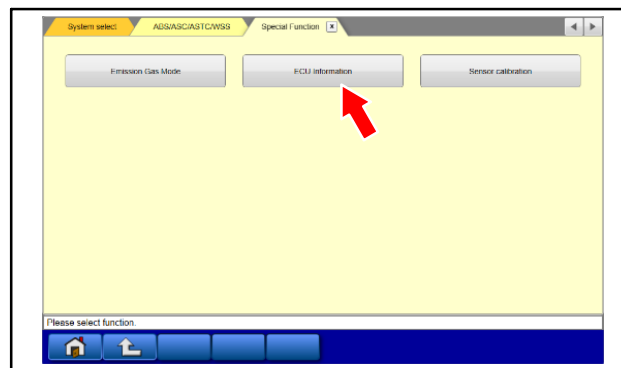 System select ABS/ASC/ASTC/WSS Special Function x
Emission Gas Mode ECU Information Sensor calibration
Please select function.